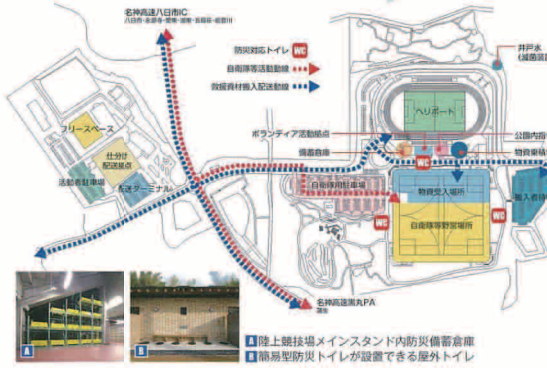 名神高速八日市IC
防災対応トイレ WC
自衛隊等活動動線
救援資材搬入配送動線
井戸水
ヘリポート
フリースペース
仕分け
配送拠点
活動者駐車場
配送ターミナル
ボランティア活動拠点
備蓄倉庫
公園内指
物資集積
WC
自衛隊用駐車場
物資受入場所
搬入者待
WC
自衛隊等野営場所
WC
名神高速黒丸PA
A 陸上競技場メインスタンド内防災備蓄倉庫
B 簡易型防災トイレが設置できる屋外トイレ
A
B